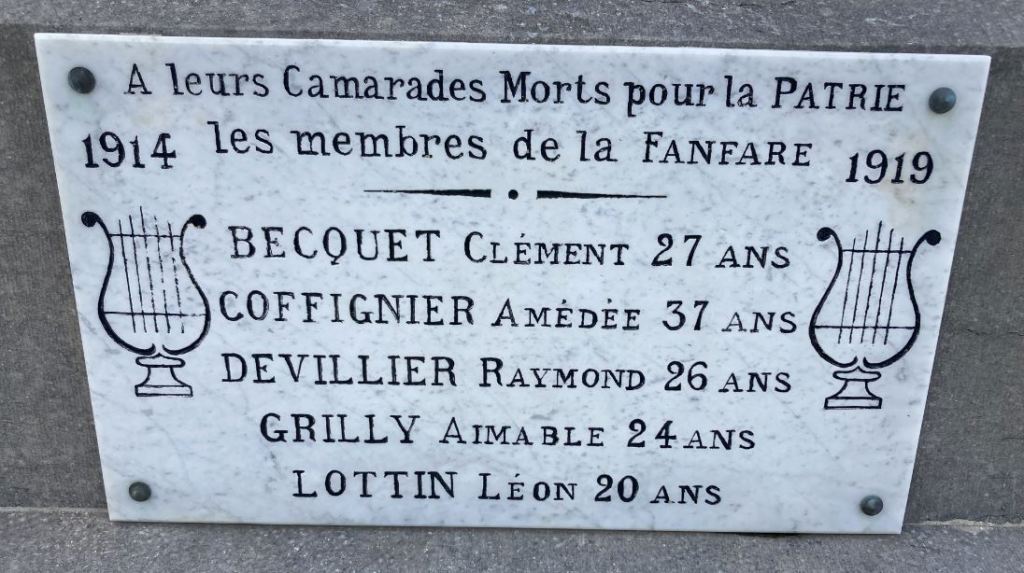 A leurs Camarades Morts pour la PATRIE
1914 les membres de la FANFARE 1919
BECQUET CLÉMENT 27 ANS
COFFIGNIER AMÉDÉE 37 ANS
DEVILLIER RAYMOND 26 ANS
GRILLY AIMABLE 24 ANS
LOTTIN LÉON 20 ANS